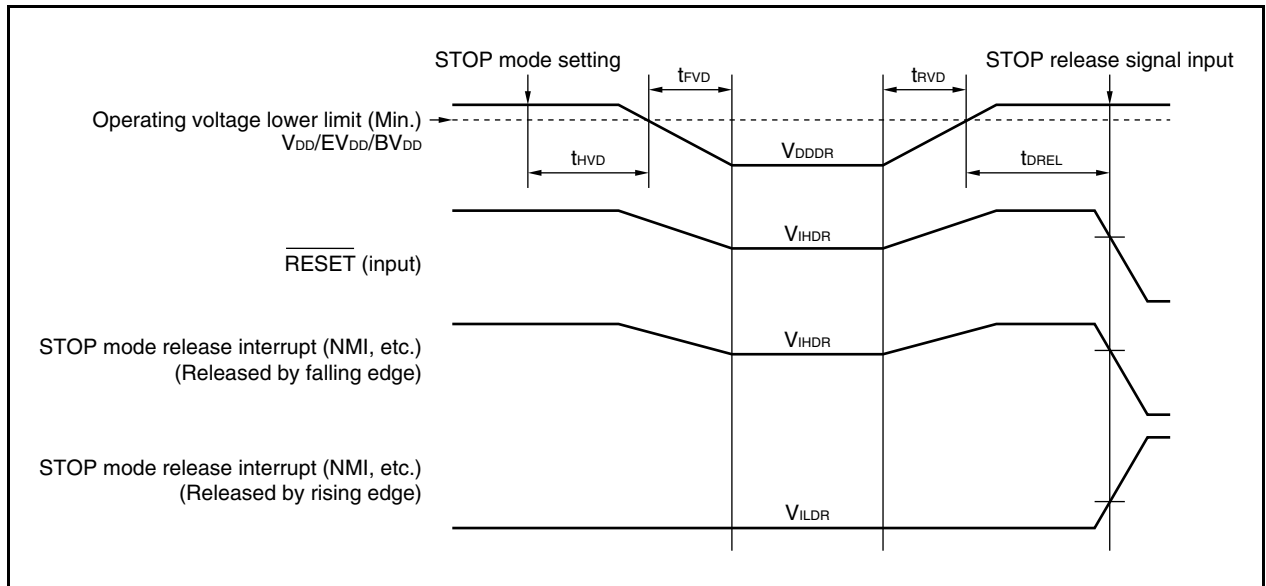 STOP mode setting
STOP release signal input
tFVD
tRVD
Operating voltage lower limit (Min.)
VDD/EVDD/BVDD
VDDDR
tHVD
tDREL
VIHDR
RESET (input)
VIHDR
STOP mode release interrupt (NMI, etc.)
(Released by falling edge)
STOP mode release interrupt (NMI, etc.)
(Released by rising edge)
VILDR